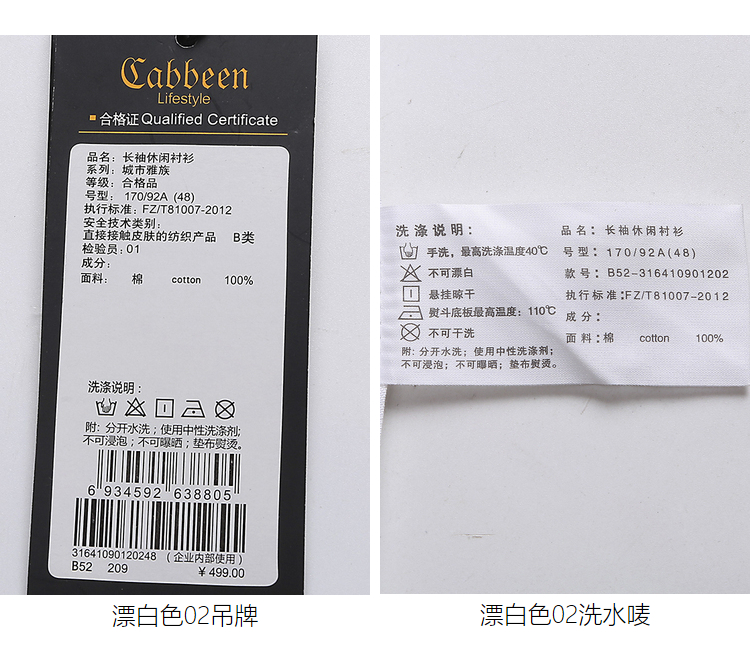 Cabbeen
Lifestyle
合格证Qualified Certificate
品名: 长袖休闲衬衫
系列: 城市雅族
等级: 合格品
号型: 170/92A (48)
执行标准: FZ/T81007-2012
安全技术类别:
直接接触皮肤的纺织产品 B类
检验员: 01
成分:
面料: 棉 cotton 100%
洗涤说明:
附: 分开水洗; 使用中性洗涤剂;
不可浸泡; 不可曝晒; 垫布熨烫。
6 934592 638805
31641090120248 (企业内部使用)
B52 209 ¥499.00
漂白色02吊牌
洗涤说明:
手洗, 最高洗涤温度40℃
不可漂白
悬挂晾干
熨斗底板最高温度: 110℃
不可干洗
附: 分开水洗; 使用中性洗涤剂;
不可浸泡; 不可曝晒; 垫布熨烫。
品名: 长袖休闲衬衫
号型: 170/92A(48)
款号: B52-316410901202
执行标准: FZ/T81007-2012
成分:
面料: 棉 cotton 100%
漂白色02洗水唛